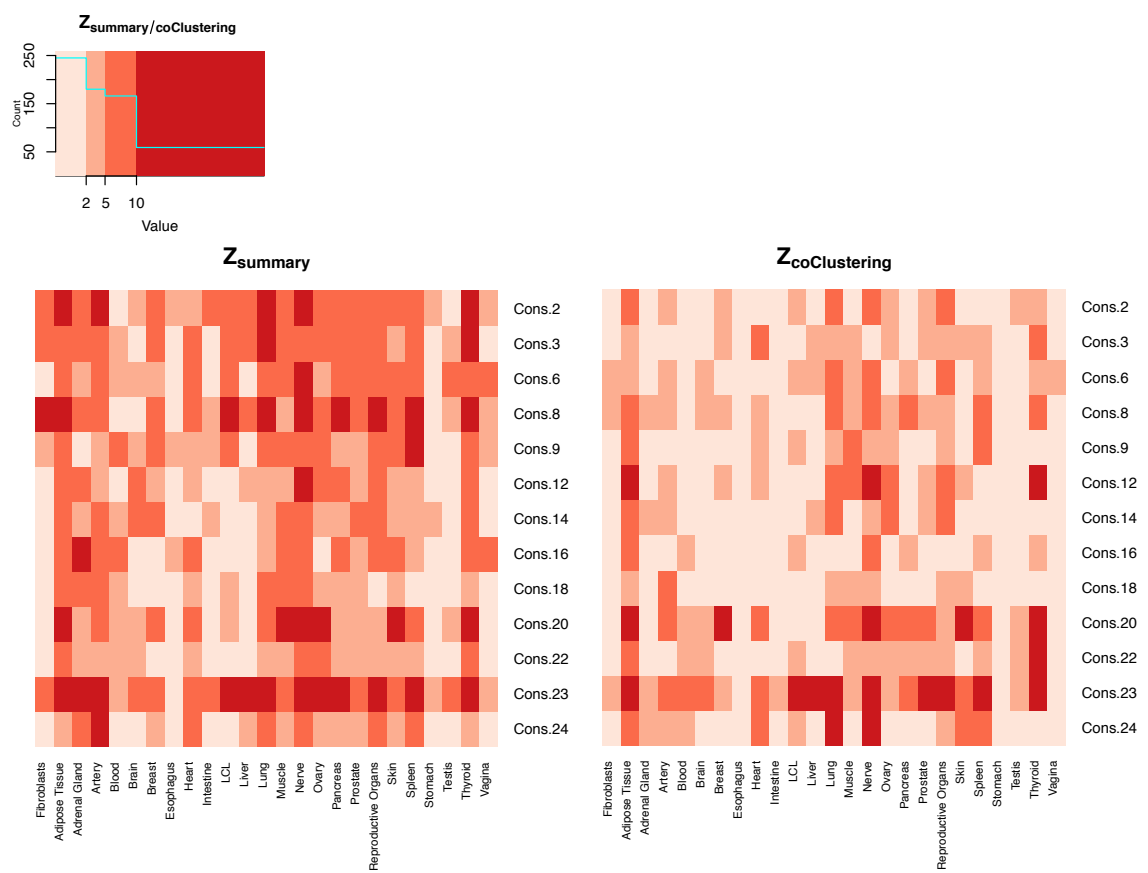 Z summary/coClustering
Count
50 150 250
2 5 10
Value
Z summary
Cons.2
Cons.3
Cons.6
Cons.8
Cons.9
Cons.12
Cons.14
Cons.16
Cons.18
Cons.20
Cons.22
Cons.23
Cons.24
Fibroblasts
Adipose Tissue
Adrenal Gland
Artery
Blood
Brain
Breast
Esophagus
Heart
Intestine
LCL
Liver
Lung
Muscle
Nerve
Ovary
Pancreas
Prostate
Reproductive Organs
Skin
Spleen
Stomach
Testis
Thyroid
Vagina
Z coClustering
Cons.2
Cons.3
Cons.6
Cons.8
Cons.9
Cons.12
Cons.14
Cons.16
Cons.18
Cons.20
Cons.22
Cons.23
Cons.24
Fibroblasts
Adipose Tissue
Adrenal Gland
Artery
Blood
Brain
Breast
Esophagus
Heart
Intestine
LCL
Liver
Lung
Muscle
Nerve
Ovary
Pancreas
Prostate
Reproductive Organs
Skin
Spleen
Stomach
Testis
Thyroid
Vagina